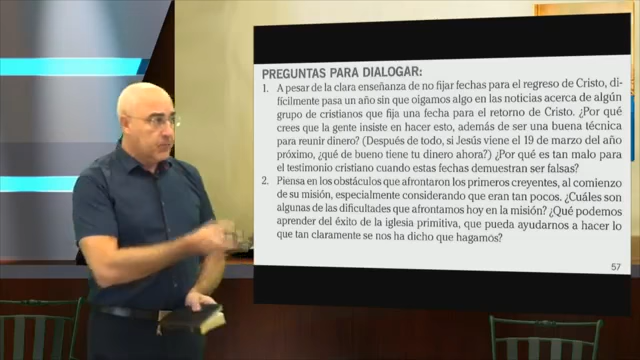 PREGUNTAS PARA DIALOGAR:
1. A pesar de la clara enseñanza de no fijar fechas para el regreso de Cristo, di-
fícilmente pasa un año sin que oigamos algo en las noticias acerca de algún
grupo de cristianos que fija una fecha para el retorno de Cristo. ¿Por qué
crees que la gente insiste en hacer esto, además de ser una buena técnica
para reunir dinero? (Después de todo, si Jesús viene el 19 de marzo del año
próximo, ¿qué de bueno tiene tu dinero ahora?) ¿Por qué es tan malo para el
testimonio cristiano cuando estas fechas demuestran ser falsas?
2. Piensa en los obstáculos que afrontaron los primeros creyentes, al comienzo
de su misión, especialmente considerando que eran tan pocos. ¿Cuáles son
algunas de las dificultades que afrontamos hoy en la misión? ¿Qué podemos
aprender del éxito de la iglesia primitiva, que pueda ayudarnos a hacer lo
que tan claramente se nos ha dicho que hagamos?
57